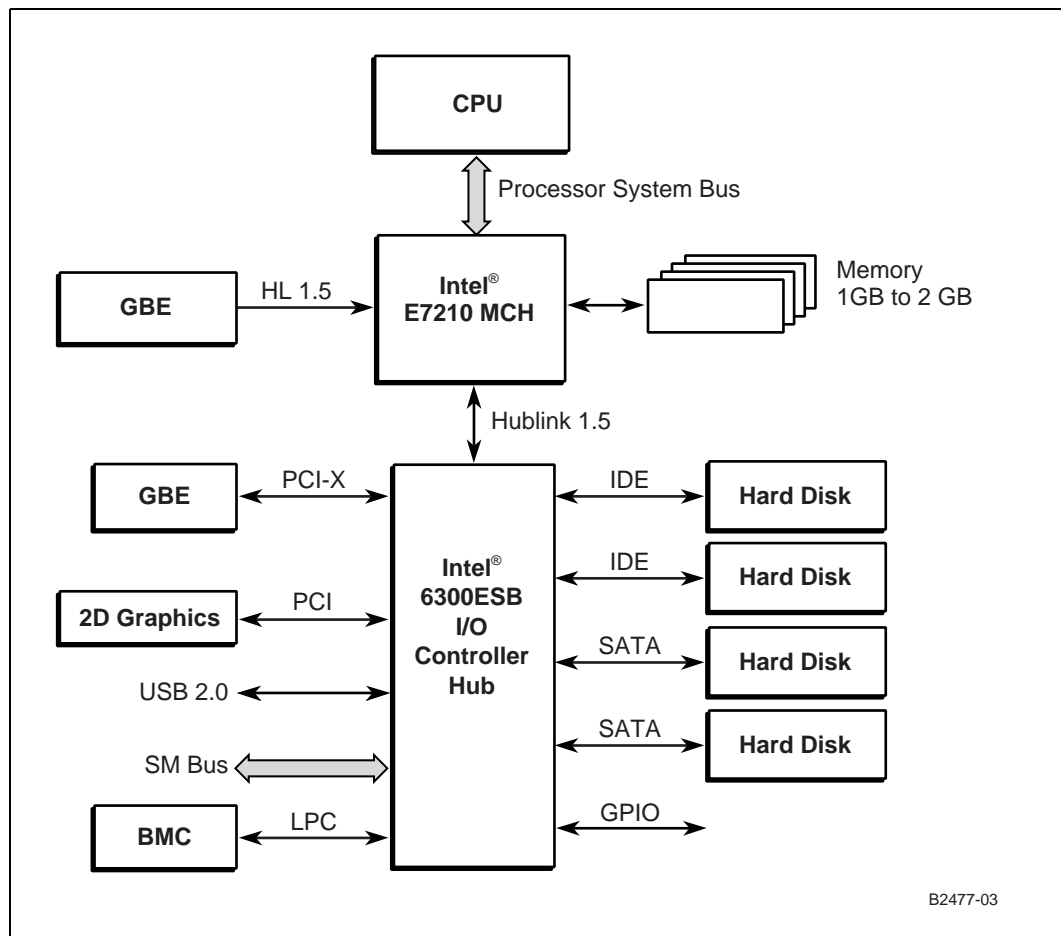 CPU
Processor System Bus
GBE
HL 1.5
Intel®
E7210 MCH
Memory
1GB to 2 GB
Hublink 1.5
GBE
PCI-X
IDE
Hard Disk
Intel®
6300ESB
I/O
Controller
Hub
IDE
Hard Disk
2D Graphics
PCI
SATA
Hard Disk
USB 2.0
SATA
Hard Disk
SM Bus
BMC
LPC
GPIO
B2477-03